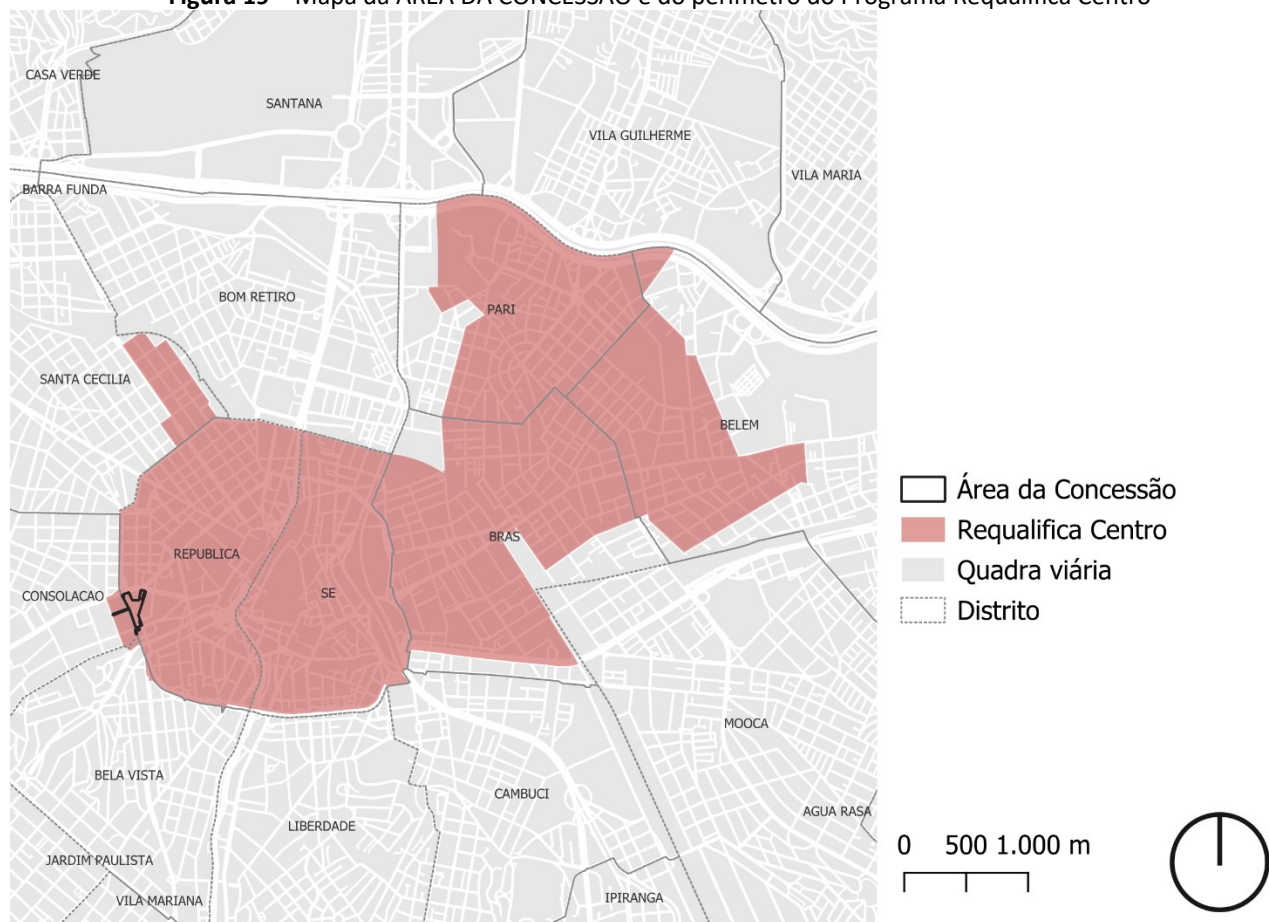 Figura 19 – Mapa da ÁREA DA CONCESSÃO e do perímetro do Programa Requalifica Centro
CASA VERDE
SANTANA
VILA GUILHERME
VILA MARIA
BARRA FUNDA
BOM RETIRO
PARI
SANTA CECILIA
BELEM
Área da Concessão
Requalifica Centro
BRAS
REPUBLICA
Quadra viária
CONSOLACAO
SE
Distrito
MOOCA
BELA VISTA
CAMBUCI
AGUA RASA
LIBERDADE
0 500 1.000 m
JARDIM PAULISTA
VILA MARIANA
IPIRANGA